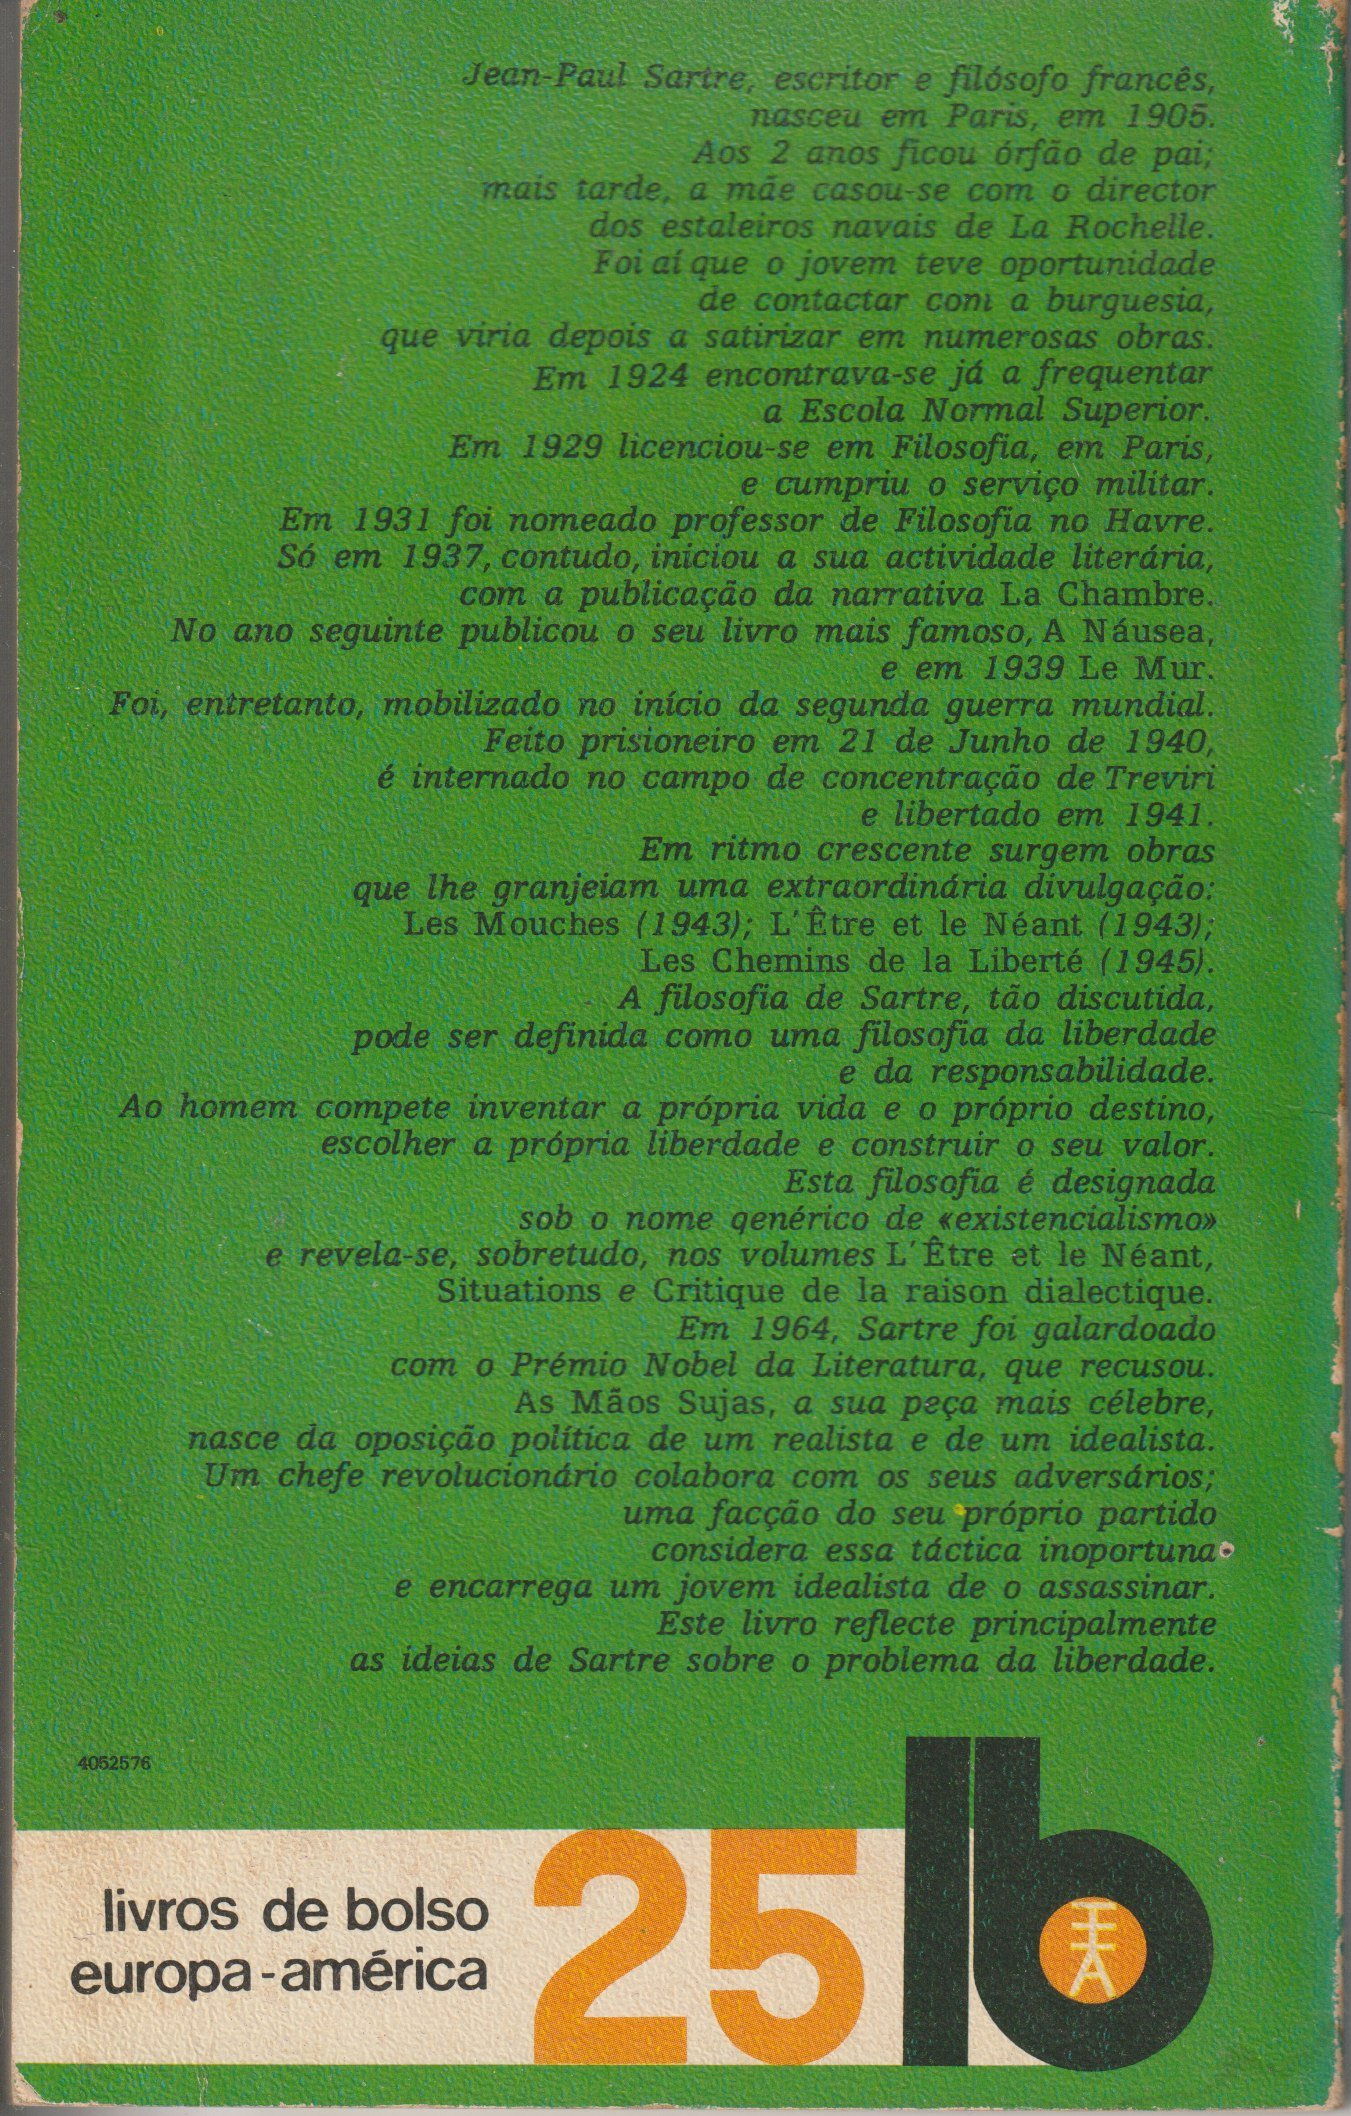 Jean-Paul Sartre, escritor e filósofo francês,
nasceu em Paris, em 1905.
Aos 2 anos ficou órfão de pai;
mais tarde, a mãe casou-se com o director
dos estaleiros navais de La Rochelle.
Foi aí que o jovem teve oportunidade
de contactar com a burguesia,
que viria depois a satirizar em numerosas obras.
Em 1924 encontrava-se já a frequentar
a Escola Normal Superior.
Em 1929 licenciou-se em Filosofia, em Paris,
e cumpriu o serviço militar.
Em 1931 foi nomeado professor de Filosofia no Havre.
Só em 1937, contudo, iniciou a sua actividade literária,
com a publicação da narrativa La Chambre.
No ano seguinte publicou o seu livro mais famoso, A Náusea,
e em 1939 Le Mur.
Foi, entretanto, mobilizado no início da segunda guerra mundial.
Feito prisioneiro em 21 de Junho de 1940,
é internado no campo de concentração de Treviri
e libertado em 1941.
Em ritmo crescente surgem obras
que lhe granjeiam uma extraordinária divulgação:
Les Mouches (1943); L'Être et le Néant (1943);
Les Chemins de la Liberté (1945).
A filosofia de Sartre, tão discutida,
pode ser definida como uma filosofia da liberdade
e da responsabilidade.
Ao homem compete inventar a própria vida e o próprio destino,
escolher a própria liberdade e construir o seu valor.
Esta filosofia é designada
sob o nome genérico de «existencialismo»
e revela-se, sobretudo, nos volumes L'Être et le Néant,
Situations e Critique de la raison dialectique.
Em 1964, Sartre foi galardoado
com o Prémio Nobel da Literatura, que recusou.
As Mãos Sujas, a sua peça mais célebre,
nasce da oposição política de um realista e de um idealista.
Um chefe revolucionário colabora com os seus adversários;
uma facção do seu próprio partido
considera essa táctica inoportuna
e encarrega um jovem idealista de o assassinar.
Este livro reflecte principalmente
as ideias de Sartre sobre o problema da liberdade.
4052576
livros de bolso
europa-américa
25
lb
EA